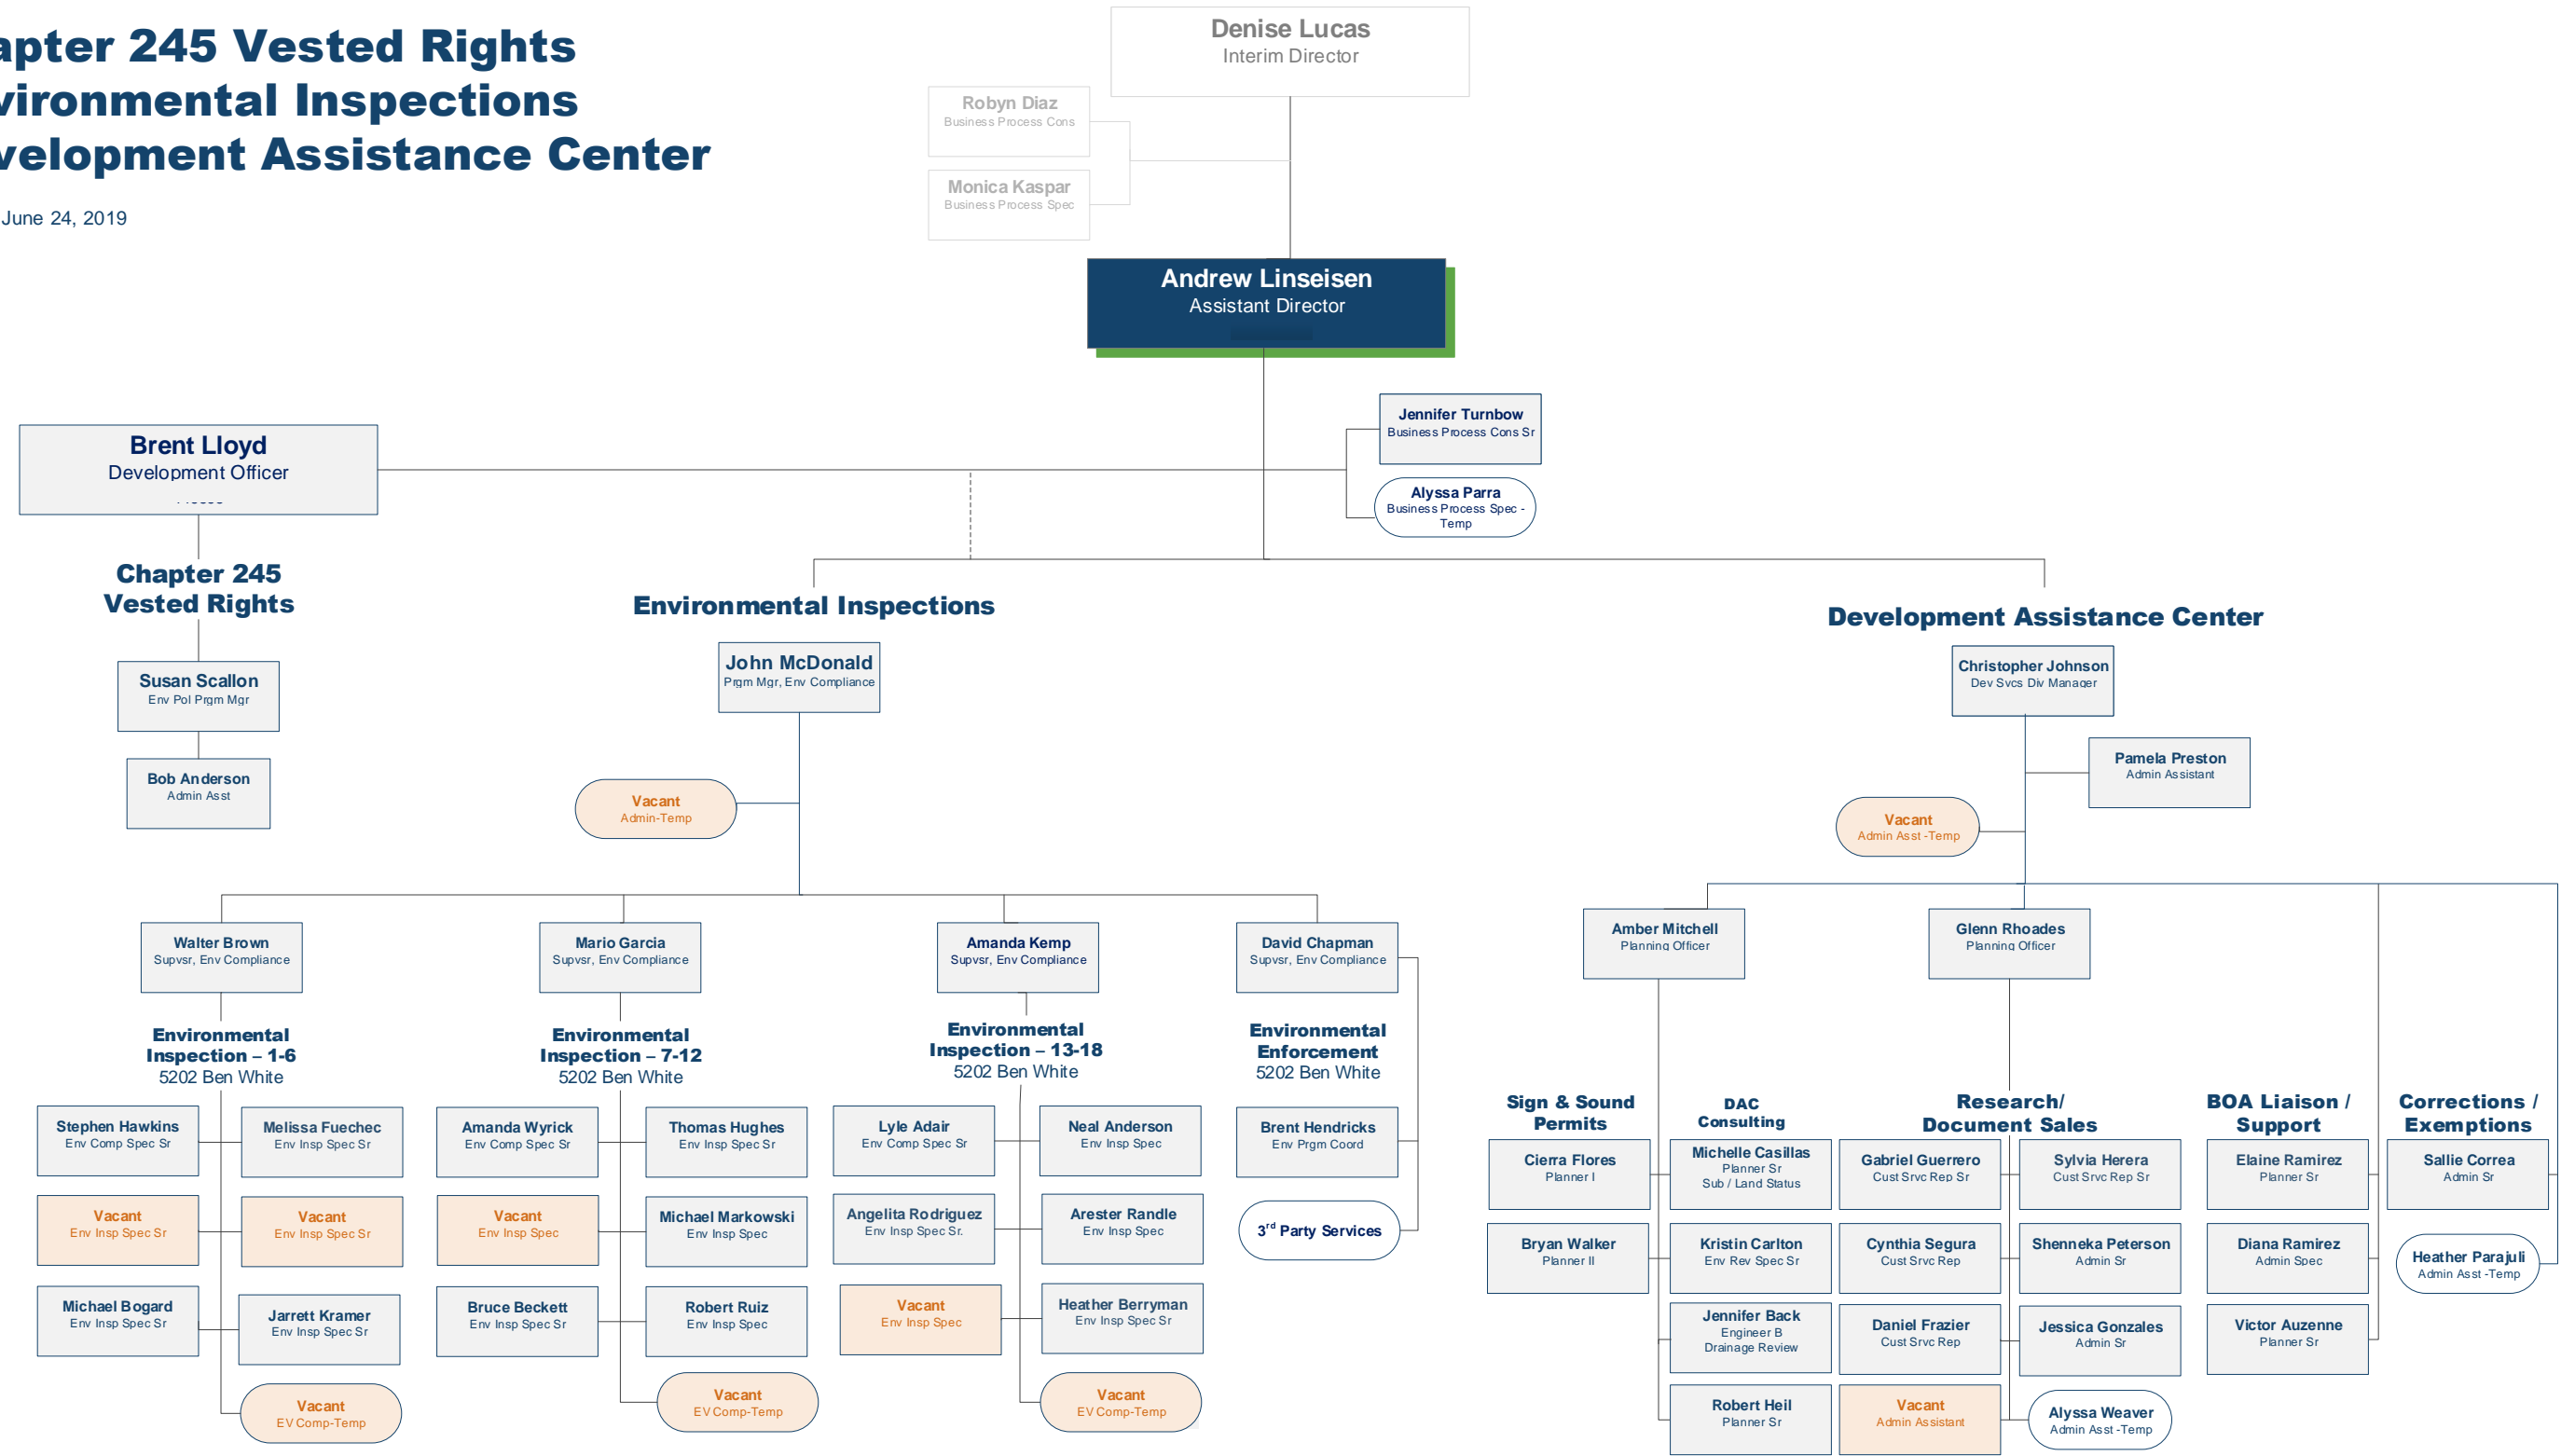 apter 245 Vested Rights
vironmental Inspections
velopment Assistance Center
June 24, 2019
Denise Lucas
Interim Director
Robyn Diaz
Business Process Cons
Monica Kaspar
Business Process Spec
Andrew Linseisen
Assistant Director
Jennifer Turnbow
Business Process Cons Sr
Alyssa Parra
Business Process Spec -
Temp
Brent Lloyd
Development Officer
Chapter 245
Vested Rights
Susan Scallon
Env Pol Prgm Mgr
Bob Anderson
Admin Asst
Environmental Inspections
John McDonald
Prgm Mgr, Env Compliance
Vacant
Admin-Temp
Development Assistance Center
Christopher Johnson
Dev Svcs Div Manager
Pamela Preston
Admin Assistant
Vacant
Admin Asst -Temp
Walter Brown
Supvsr, Env Compliance
Environmental
Inspection – 1-6
5202 Ben White
Stephen Hawkins
Env Comp Spec Sr
Melissa Fuechec
Env Insp Spec Sr
Vacant
Env Insp Spec Sr
Vacant
Env Insp Spec Sr
Michael Bogard
Env Insp Spec Sr
Jarrett Kramer
Env Insp Spec Sr
Vacant
EV Comp-Temp
Mario Garcia
Supvsr, Env Compliance
Environmental
Inspection – 7-12
5202 Ben White
Amanda Wyrick
Env Comp Spec Sr
Thomas Hughes
Env Insp Spec Sr
Vacant
Env Insp Spec
Michael Markowski
Env Insp Spec
Bruce Beckett
Env Insp Spec Sr
Robert Ruiz
Env Insp Spec
Vacant
EV Comp-Temp
Amanda Kemp
Supvsr, Env Compliance
Environmental
Inspection – 13-18
5202 Ben White
Lyle Adair
Env Comp Spec Sr
Neal Anderson
Env Insp Spec
Angelita Rodriguez
Env Insp Spec Sr.
Arester Randle
Env Insp Spec
Vacant
Env Insp Spec
Heather Berryman
Env Insp Spec Sr
Vacant
EV Comp-Temp
David Chapman
Supvsr, Env Compliance
Environmental
Enforcement
5202 Ben White
Brent Hendricks
Env Prgm Coord
3rd Party Services
Amber Mitchell
Planning Officer
Sign & Sound
Permits
Cierra Flores
Planner I
Bryan Walker
Planner II
DAC
Consulting
Michelle Casillas
Planner Sr
Sub / Land Status
Kristin Carlton
Env Rev Spec Sr
Jennifer Back
Engineer B
Drainage Review
Robert Heil
Planner Sr
Glenn Rhoades
Planning Officer
Research/
Document Sales
Gabriel Guerrero
Cust Srvc Rep Sr
Sylvia Herera
Cust Srvc Rep Sr
Cynthia Segura
Cust Srvc Rep
Shenneka Peterson
Admin Sr
Daniel Frazier
Cust Srvc Rep
Jessica Gonzales
Admin Sr
Vacant
Admin Assistant
Alyssa Weaver
Admin Asst -Temp
BOA Liaison /
Support
Elaine Ramirez
Planner Sr
Diana Ramirez
Admin Spec
Victor Auzenne
Planner Sr
Corrections /
Exemptions
Sallie Correa
Admin Sr
Heather Parajuli
Admin Asst -Temp